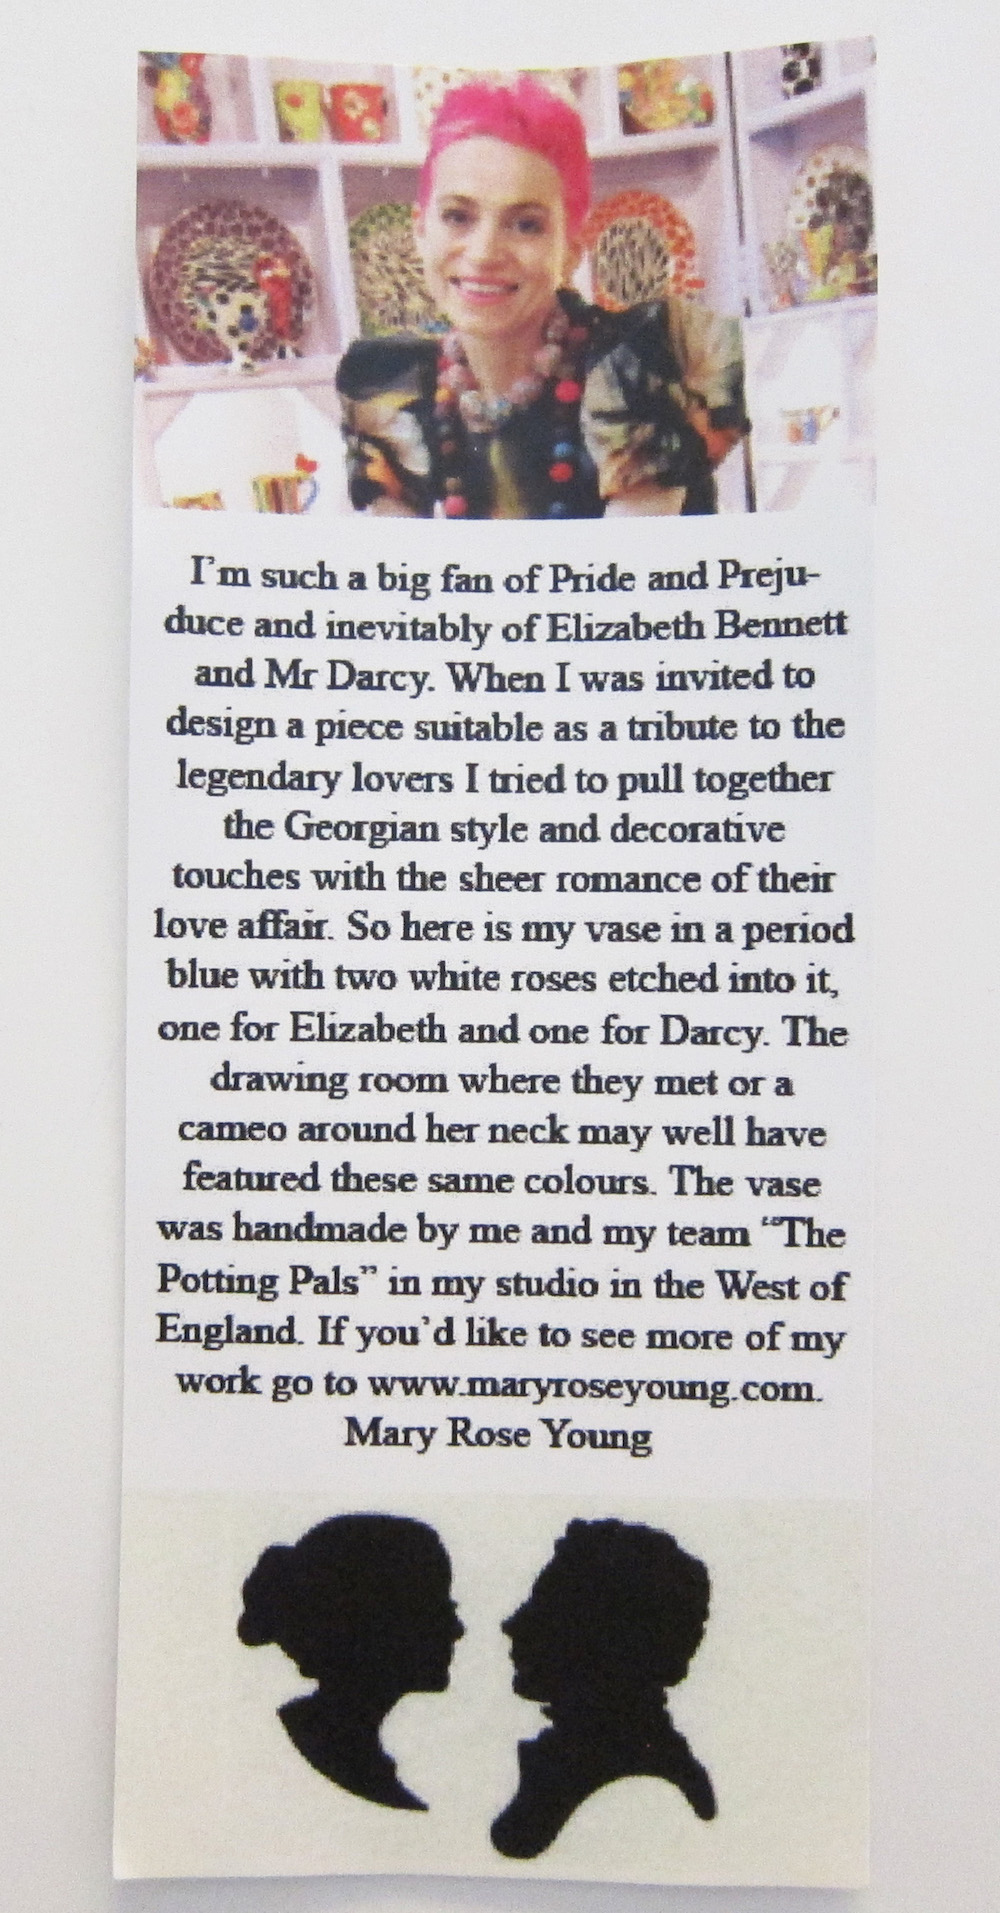 I'm such a big fan of Pride and Preju-
duce and inevitably of Elizabeth Bennett
and Mr Darcy. When I was invited to
design a piece suitable as a tribute to the
legendary lovers I tried to pull together
the Georgian style and decorative
touches with the sheer romance of their
love affair. So here is my vase in a period
blue with two white roses etched into it,
one for Elizabeth and one for Darcy. The
drawing room where they met or a
cameo around her neck may well have
featured these same colours. The vase
was handmade by me and my team “The
Potting Pals” in my studio in the West of
England. If you'd like to see more of my
work go to www.maryroseyoung.com.
Mary Rose Young